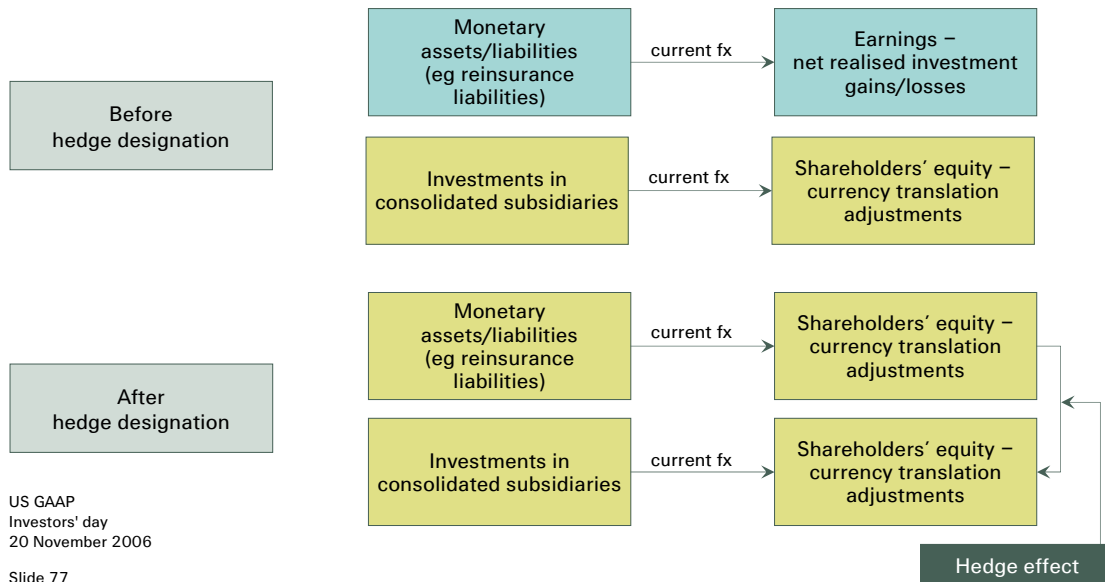 Before
hedge designation
Monetary
assets/liabilities
(eg reinsurance
liabilities)
current fx
Earnings –
net realised investment
gains/losses
Investments in
consolidated subsidiaries
current fx
Shareholders’ equity –
currency translation
adjustments
After
hedge designation
Monetary
assets/liabilities
(eg reinsurance
liabilities)
current fx
Shareholders’ equity –
currency translation
adjustments
Investments in
consolidated subsidiaries
current fx
Shareholders’ equity –
currency translation
adjustments
Hedge effect
US GAAP
Investors' day
20 November 2006
Slide 77